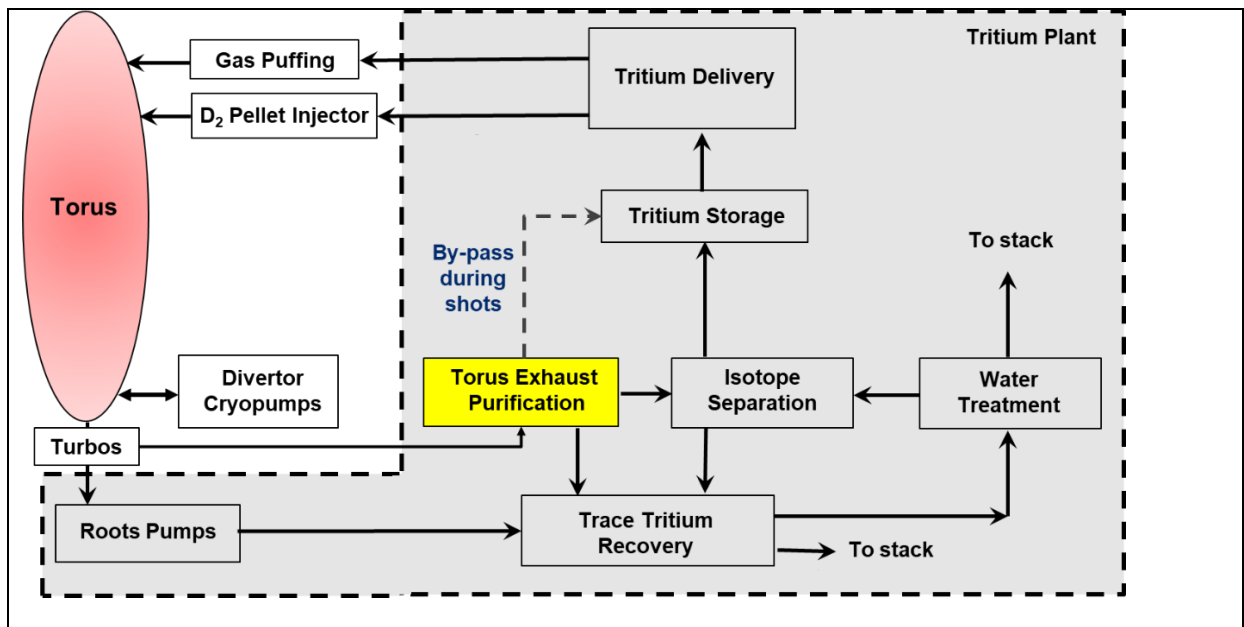 Tritium Plant
Gas Puffing
Tritium Delivery
D₂ Pellet Injector
Torus
Tritium Storage
By-pass
during
shots
To stack
Divertor
Cryopumps
Torus Exhaust
Purification
Isotope
Separation
Water
Treatment
Turbos
Roots Pumps
Trace Tritium
Recovery
To stack